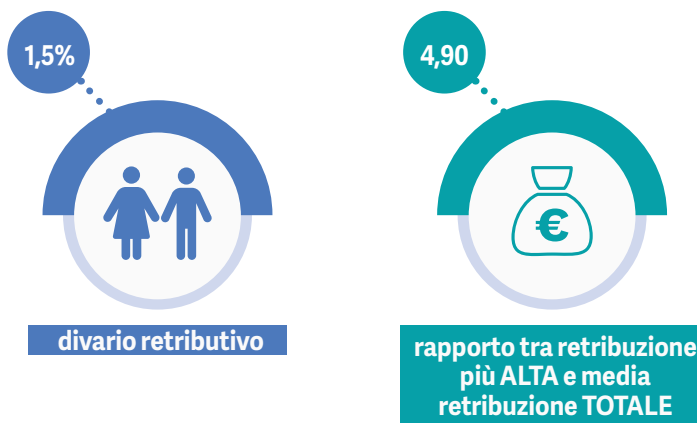 1,5%
divario retributivo
4,90
€
rapporto tra retribuzione
più ALTA e media
retribuzione TOTALE